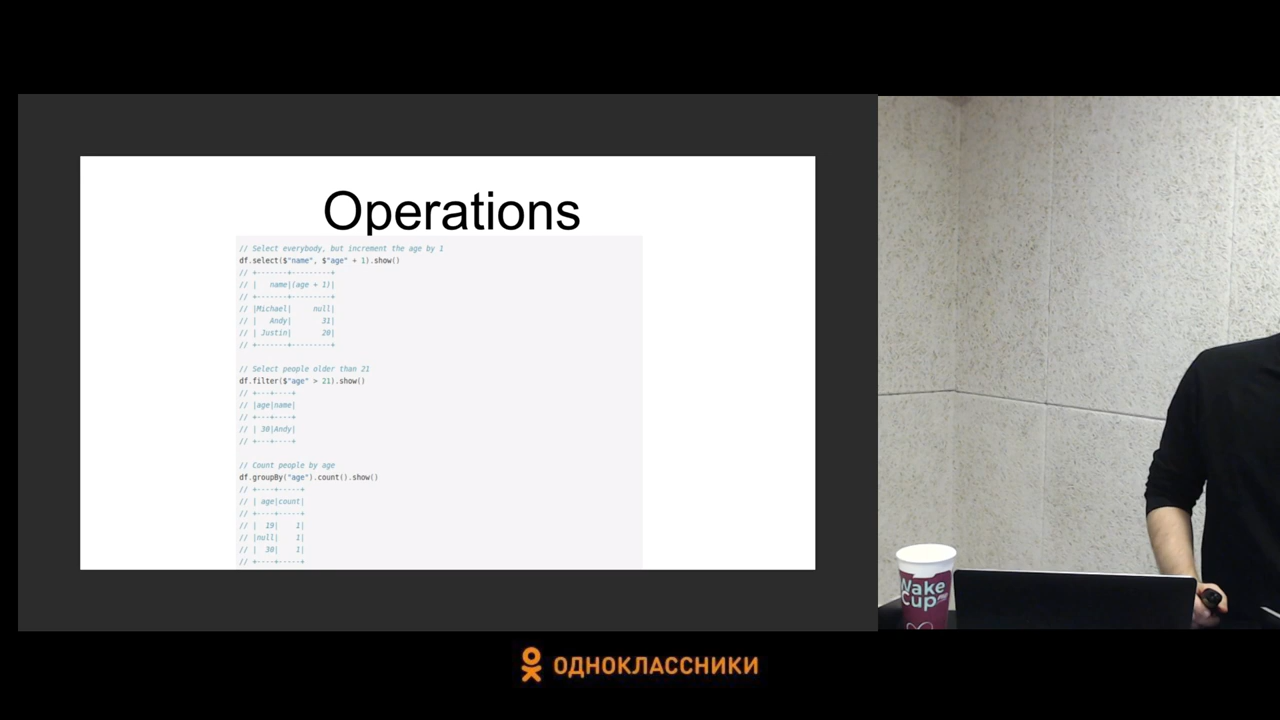 Operations
// Select everybody, but increment the age by 1
df.select($"name", $"age" + 1).show()
// +-------+---------+
// |   name|(age + 1)|
// +-------+---------+
// |Michael|     null|
// |   Andy|       31|
// | Justin|       20|
// +-------+---------+
// Select people older than 21
df.filter($"age" > 21).show()
// +---+----+
// |age|name|
// +---+----+
// | 30|Andy|
// +---+----+
// Count people by age
df.groupBy("age").count().show()
// +----+-----+
// | age|count|
// +----+-----+
// |  19|    1|
// |null|    1|
// |  30|    1|
// +----+-----+
Wake
Cup
ОДНОКЛАССНИКИ